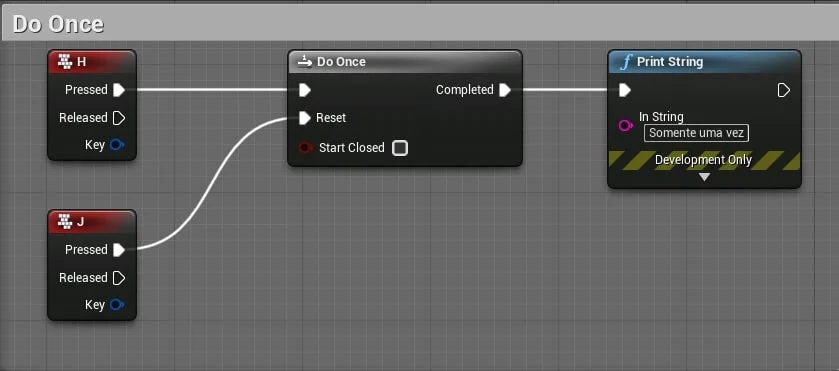 Do Once
H
Pressed
Released
Key
Do Once
Completed
Reset
Start Closed
Print String
In String
Somente uma vez
Development Only
J
Pressed
Released
Key